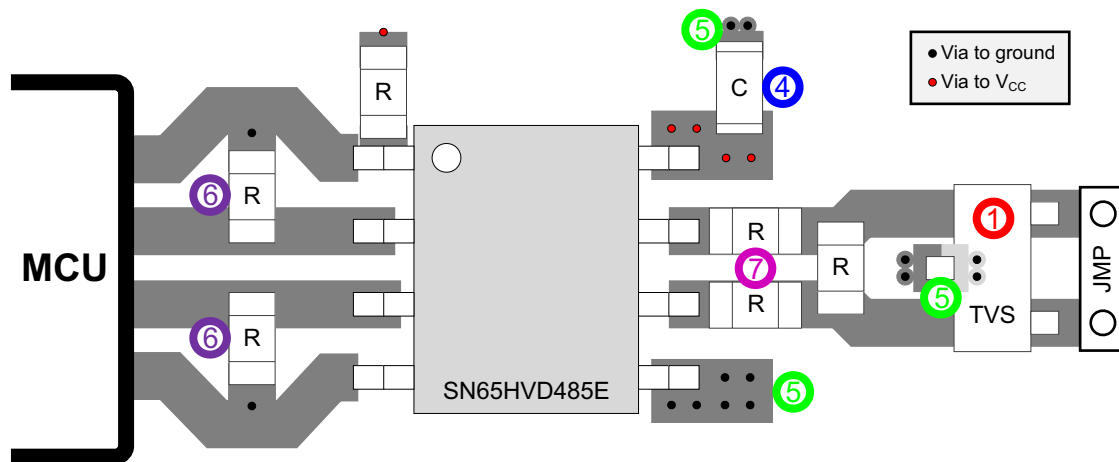 5
R
C
4
Via to ground
Via to VCC
6
R
1
MCU
R
7
R
R
5
TVS
JMP
6
R
SN65HVD485E
5